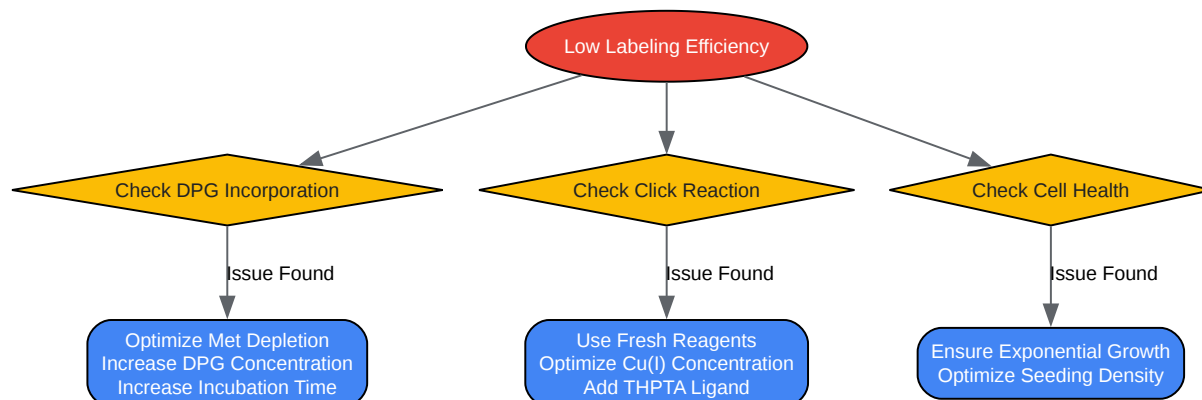 Low Labeling Efficiency
Check DPG Incorporation
Check Click Reaction
Check Cell Health
Issue Found
Issue Found
Issue Found
Optimize Met Depletion
Increase DPG Concentration
Increase Incubation Time
Use Fresh Reagents
Optimize Cu(I) Concentration
Add THPTA Ligand
Ensure Exponential Growth
Optimize Seeding Density